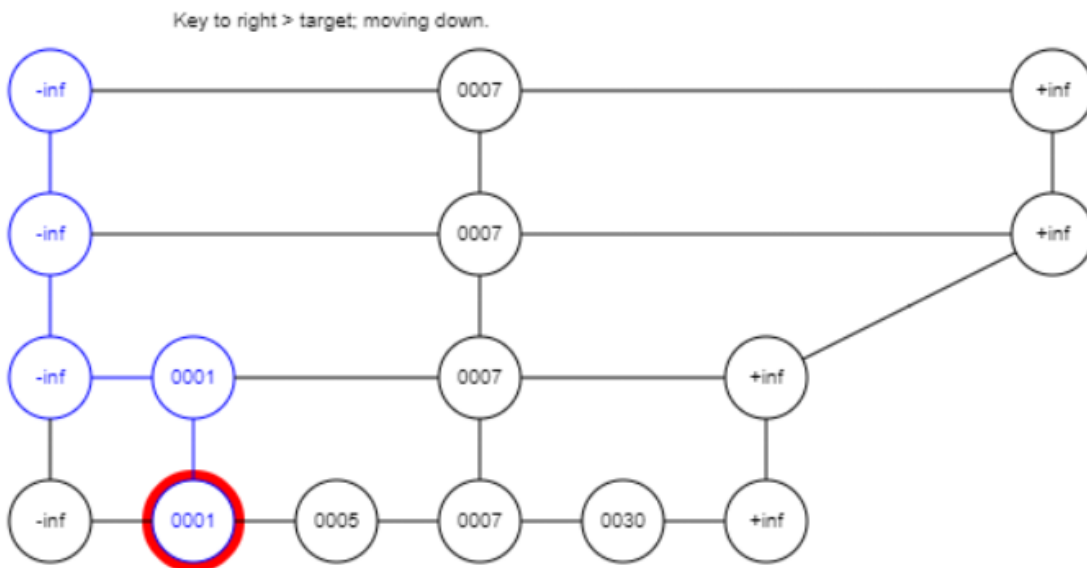 Key to right > target; moving down.
-inf 0007 +inf
-inf 0007 +inf
-inf 0001 0007 +inf
-inf 0001 0005 0007 0030 +inf